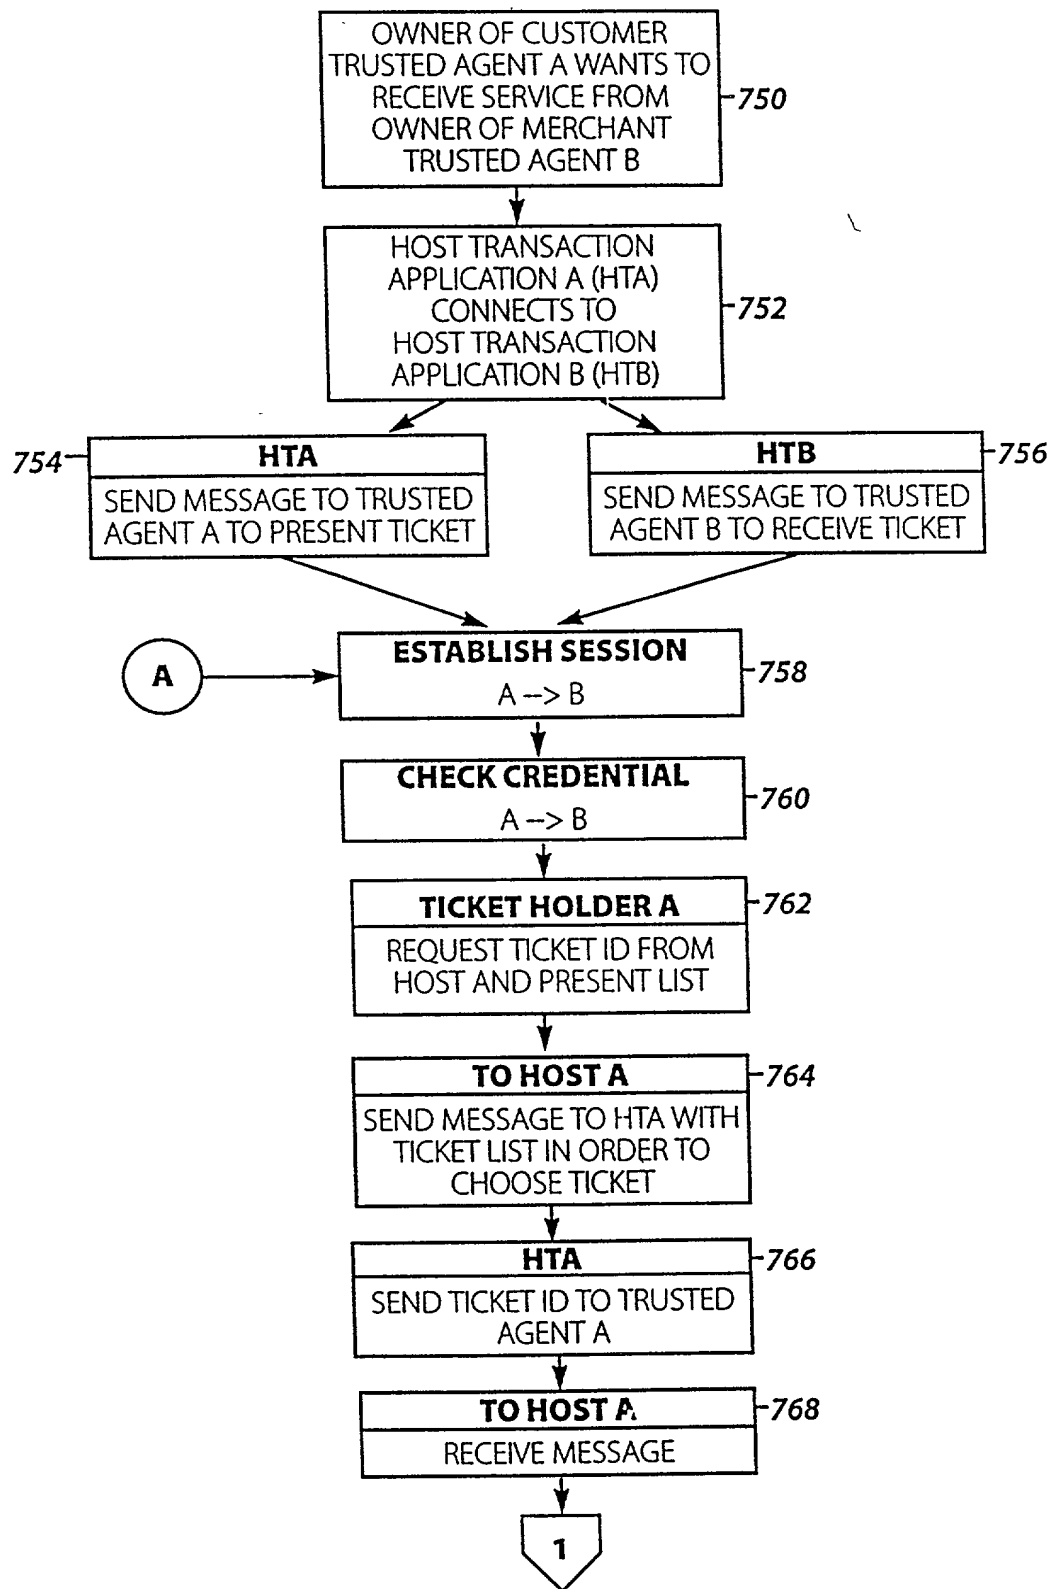 OWNER OF CUSTOMER
TRUSTED AGENT A WANTS TO
RECEIVE SERVICE FROM
OWNER OF MERCHANT
TRUSTED AGENT B
750
HOST TRANSACTION
APPLICATION A (HTA)
CONNECTS TO
HOST TRANSACTION
APPLICATION B (HTB)
752
754
HTA
SEND MESSAGE TO TRUSTED
AGENT A TO PRESENT TICKET
HTB
756
SEND MESSAGE TO TRUSTED
AGENT B TO RECEIVE TICKET
A
ESTABLISH SESSION
A --> B
758
CHECK CREDENTIAL
A --> B
760
TICKET HOLDER A
762
REQUEST TICKET ID FROM
HOST AND PRESENT LIST
TO HOST A
764
SEND MESSAGE TO HTA WITH
TICKET LIST IN ORDER TO
CHOOSE TICKET
HTA
766
SEND TICKET ID TO TRUSTED
AGENT A
TO HOST A
768
RECEIVE MESSAGE
1